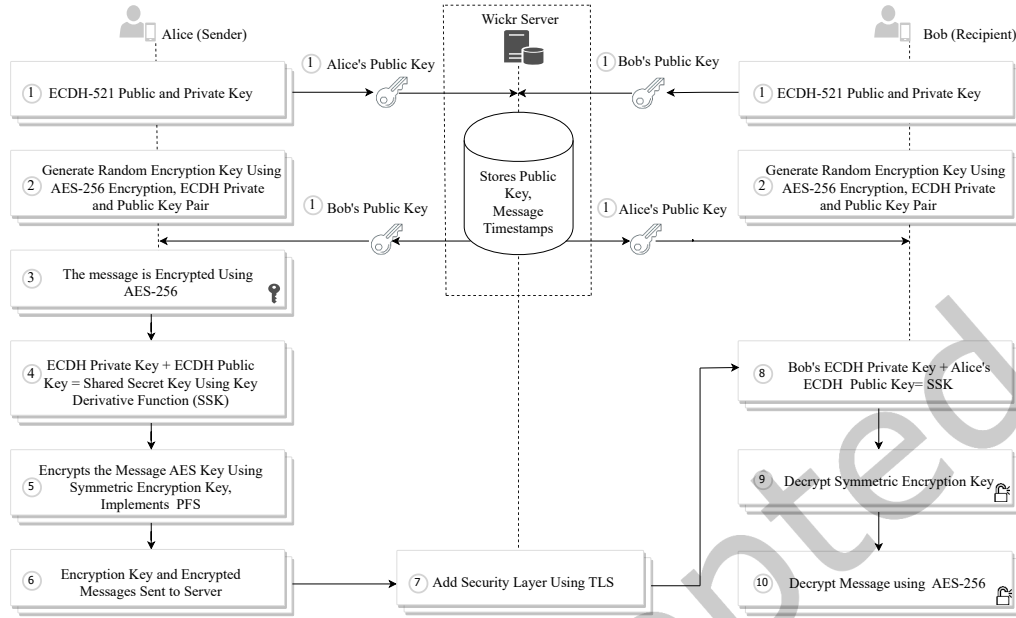 Alice (Sender)
Wickr Server
Bob (Recipient)
1 ECDH-521 Public and Private Key
1 Alice's Public Key
1 Bob's Public Key
1 ECDH-521 Public and Private Key
2 Generate Random Encryption Key Using
AES-256 Encryption, ECDH Private
and Public Key Pair
Stores Public
Key,
Message
Timestamps
2 Generate Random Encryption Key Using
AES-256 Encryption, ECDH Private
and Public Key Pair
1 Bob's Public Key
1 Alice's Public Key
3 The message is Encrypted Using
AES-256
4 ECDH Private Key + ECDH Public
Key = Shared Secret Key Using Key
Derivative Function (SSK)
8 Bob's ECDH Private Key + Alice's
ECDH Public Key= SSK
5 Encrypts the Message AES Key Using
Symmetric Encryption Key,
Implements PFS
9 Decrypt Symmetric Encryption Key
6 Encryption Key and Encrypted
Messages Sent to Server
7 Add Security Layer Using TLS
10 Decrypt Message using AES-256